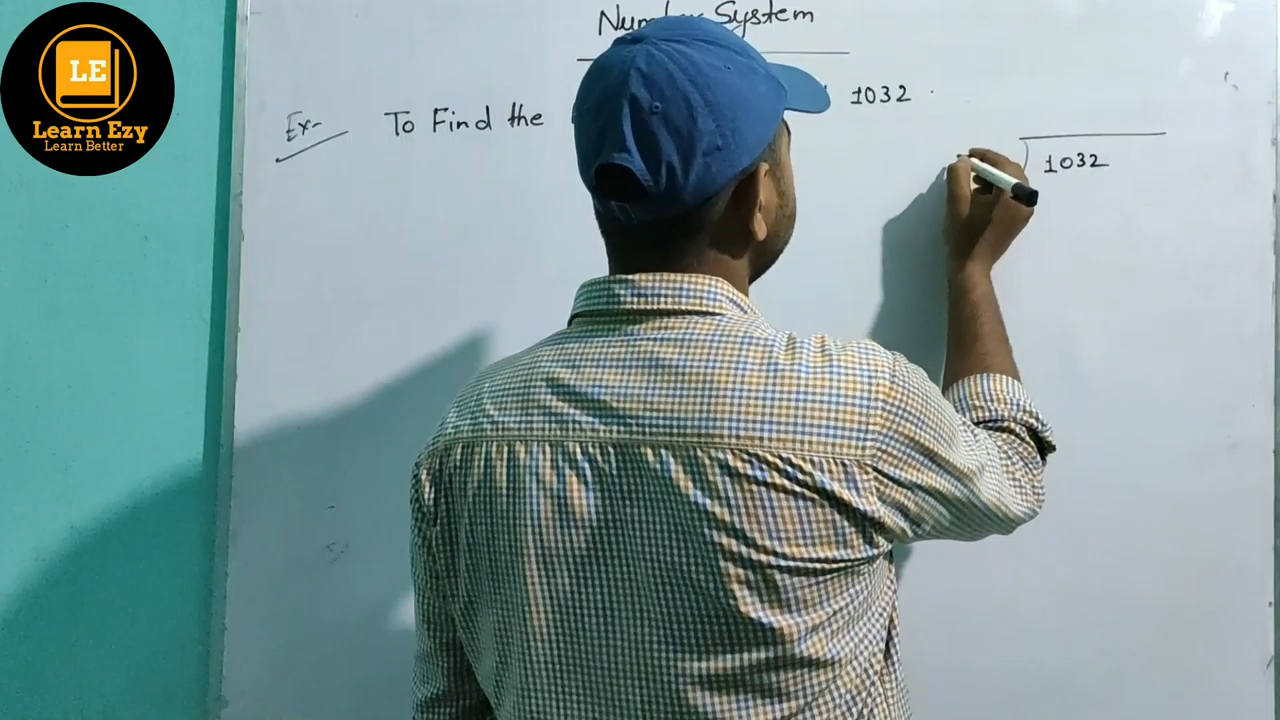 LE
Learn Ezy
Learn Better
Number System
Ex- To Find the 1032.
1032